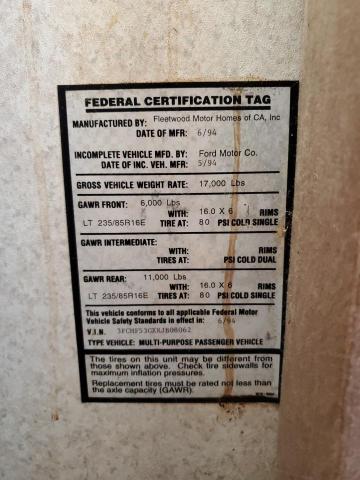 FEDERAL CERTIFICATION TAG
MANUFACTURED BY: Fleetwood Motor Homes of CA, Inc
DATE OF MFR: 6/94
INCOMPLETE VEHICLE MFD. BY: Ford Motor Co.
DATE OF INC. VEH. MFR: 5/94
GROSS VEHICLE WEIGHT RATE: 17,000 Lbs
GAWR FRONT: 6,000 Lbs
WITH: 16.0 X 6 RIMS
LT 235/85R16E TIRE AT: 80 PSI COLD SINGLE
GAWR INTERMEDIATE:
WITH: RIMS
TIRES AT: PSI COLD DUAL
GAWR REAR: 11,000 Lbs
WITH: 16.0 X 6 RIMS
LT 235/85R16E TIRES AT: 80 PSI COLD SINGLE
This vehicle conforms to all applicable Federal Motor
Vehicle Safety Standards in effect in: 6/94
V.I.N.
TYPE VEHICLE: MULTI-PURPOSE PASSENGER VEHICLE
The tires on this unit may be different from
those shown above. Check tire sidewalls for
maximum inflation pressures.
Replacement tires must be rated not less than
the axle capacity (GAWR).